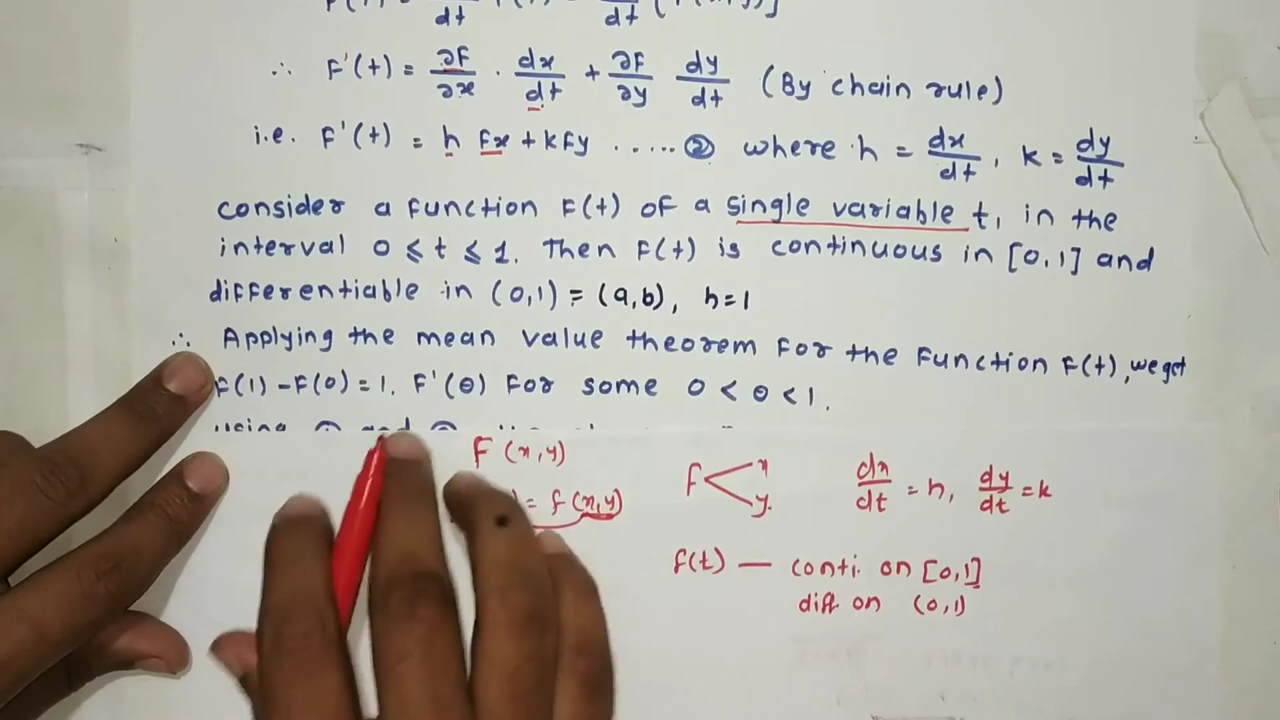 dt dt
∴ F'(t) = ∂F/∂x . dx/dt + ∂F/∂y dy/dt (By chain rule)
i.e. F'(t) = h Fx + k Fy ..... ② where h = dx/dt, k = dy/dt
consider a function F(t) of a single variable t, in the
interval 0 ⩽ t ⩽ 1. Then F(t) is continuous in [0,1] and
differentiable in (0,1) = (a,b), h=1
∴ Applying the mean value theorem for the function F(t), we get
F(1) - F(0) = 1. F'(θ) for some 0 < θ < 1.
F (x,y)
= f (x,y)
f < x y
dx/dt = h, dy/dt = k
f(t) — conti. on [0,1]
diff on (0,1)